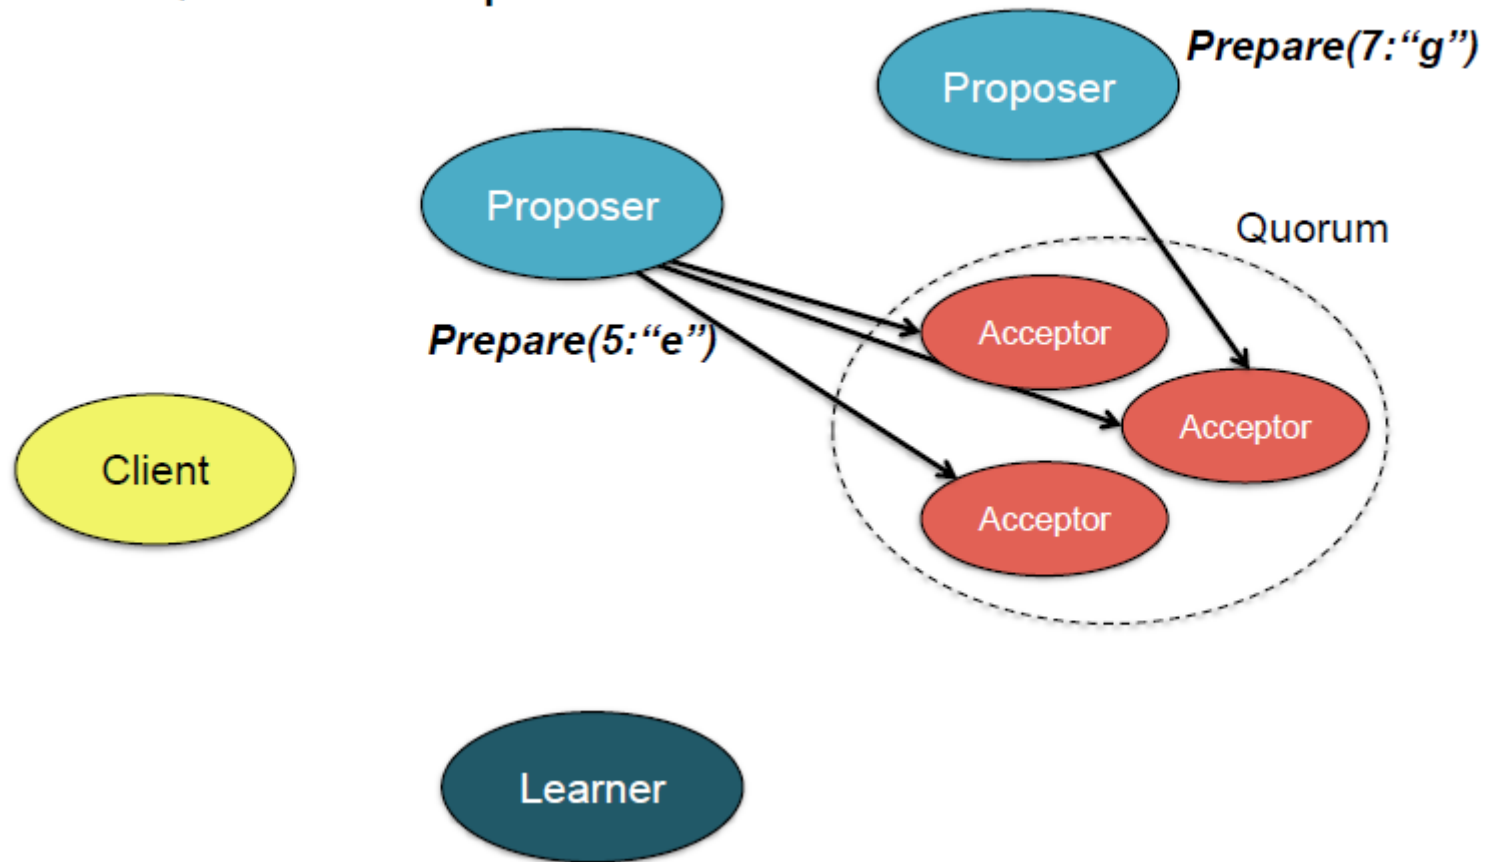 Prepare(7:“g”)
Proposer
Proposer
Quorum
Acceptor
Prepare(5:“e”)
Acceptor
Client
Acceptor
Learner